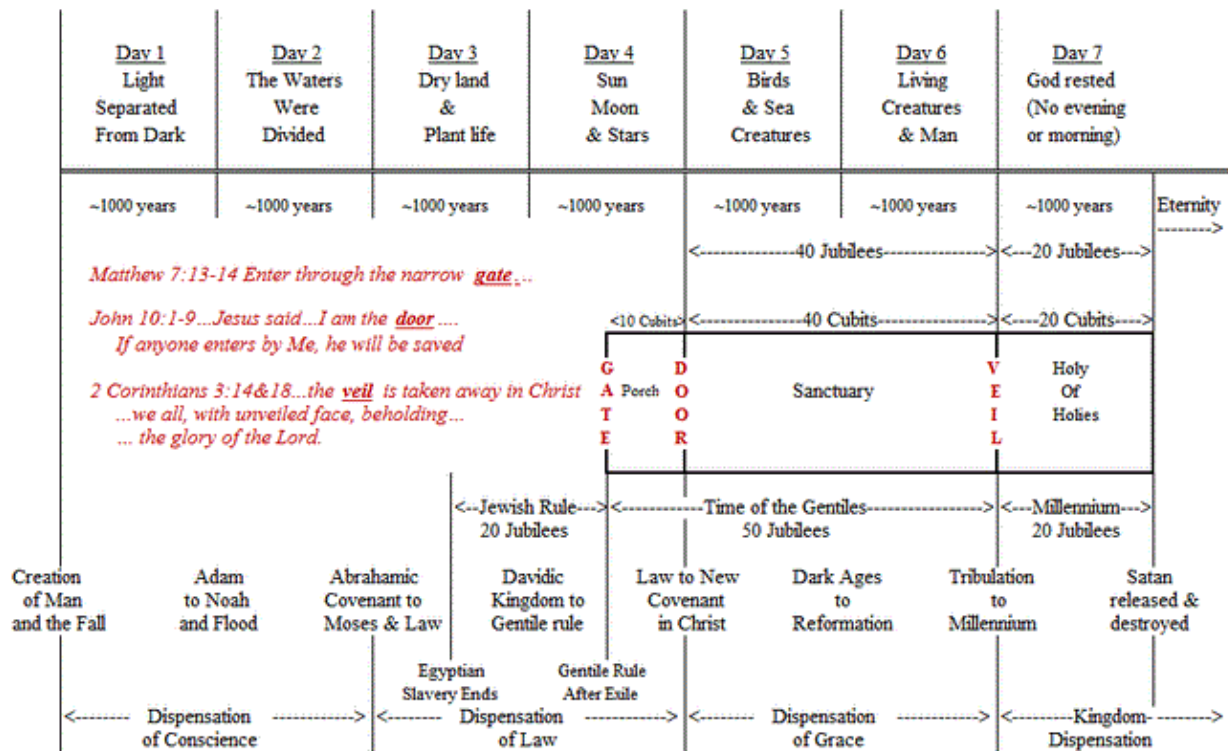 Day 1
Light
Separated
From Dark
Day 2
The Waters
Were
Divided
Day 3
Dry land
&
Plant life
Day 4
Sun
Moon
& Stars
Day 5
Birds
& Sea
Creatures
Day 6
Living
Creatures
& Man
Day 7
God rested
(No evening
or morning)
~1000 years
~1000 years
~1000 years
~1000 years
~1000 years
~1000 years
~1000 years
Eternity
------>
<---------------40 Jubilees--------------->
<---20 Jubilees--->
Matthew 7:13-14 Enter through the narrow gate...
John 10:1-9...Jesus said...I am the door....
If anyone enters by Me, he will be saved
2 Corinthians 3:14&18...the veil is taken away in Christ
...we all, with unveiled face, beholding...
... the glory of the Lord.
<10 Cubits>
<---------------40 Cubits--------------->
<---20 Cubits--->
GATE
Porch
DOOR
Sanctuary
VEIL
Holy
Of
Holies
<--Jewish Rule--->
20 Jubilees
<-----------Time of the Gentiles---------------->
50 Jubilees
<---Millennium--->
20 Jubilees
Creation
of Man
and the Fall
Adam
to Noah
and Flood
Abrahamic
Covenant to
Moses & Law
Davidic
Kingdom to
Gentile rule
Law to New
Covenant
in Christ
Dark Ages
to
Reformation
Tribulation
to
Millennium
Satan
released &
destroyed
Egyptian
Slavery Ends
Gentile Rule
After Exile
<-------- Dispensation ----------->
of Conscience
<-------- Dispensation -------->
of Law
<-------- Dispensation ---------->
of Grace
<--------Kingdom-
Dispensation